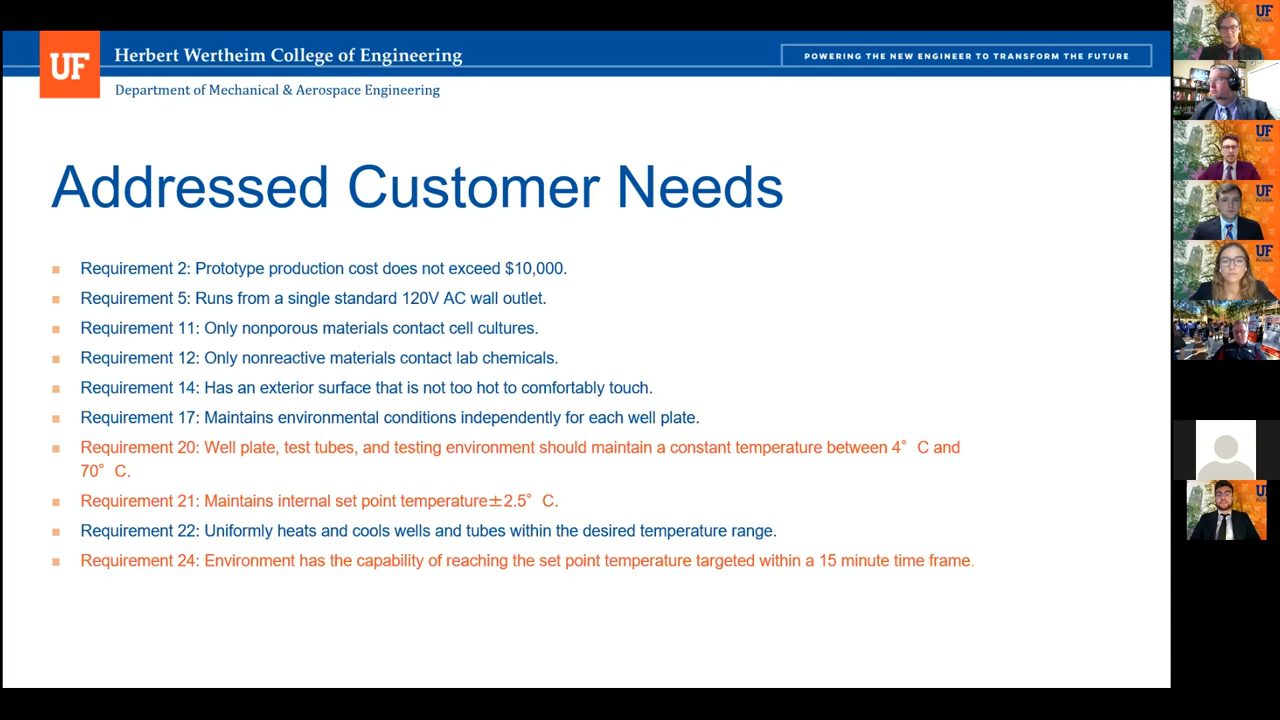 UF
Herbert Wertheim College of Engineering
POWERING THE NEW ENGINEER TO TRANSFORM THE FUTURE
Department of Mechanical & Aerospace Engineering
Addressed Customer Needs
Requirement 2: Prototype production cost does not exceed $10,000.
Requirement 5: Runs from a single standard 120V AC wall outlet.
Requirement 11: Only nonporous materials contact cell cultures.
Requirement 12: Only nonreactive materials contact lab chemicals.
Requirement 14: Has an exterior surface that is not too hot to comfortably touch.
Requirement 17: Maintains environmental conditions independently for each well plate.
Requirement 20: Well plate, test tubes, and testing environment should maintain a constant temperature between 4° C and
70° C.
Requirement 21: Maintains internal set point temperature±2.5° C.
Requirement 22: Uniformly heats and cools wells and tubes within the desired temperature range.
Requirement 24: Environment has the capability of reaching the set point temperature targeted within a 15 minute time frame.
UF
UF
UF
UF